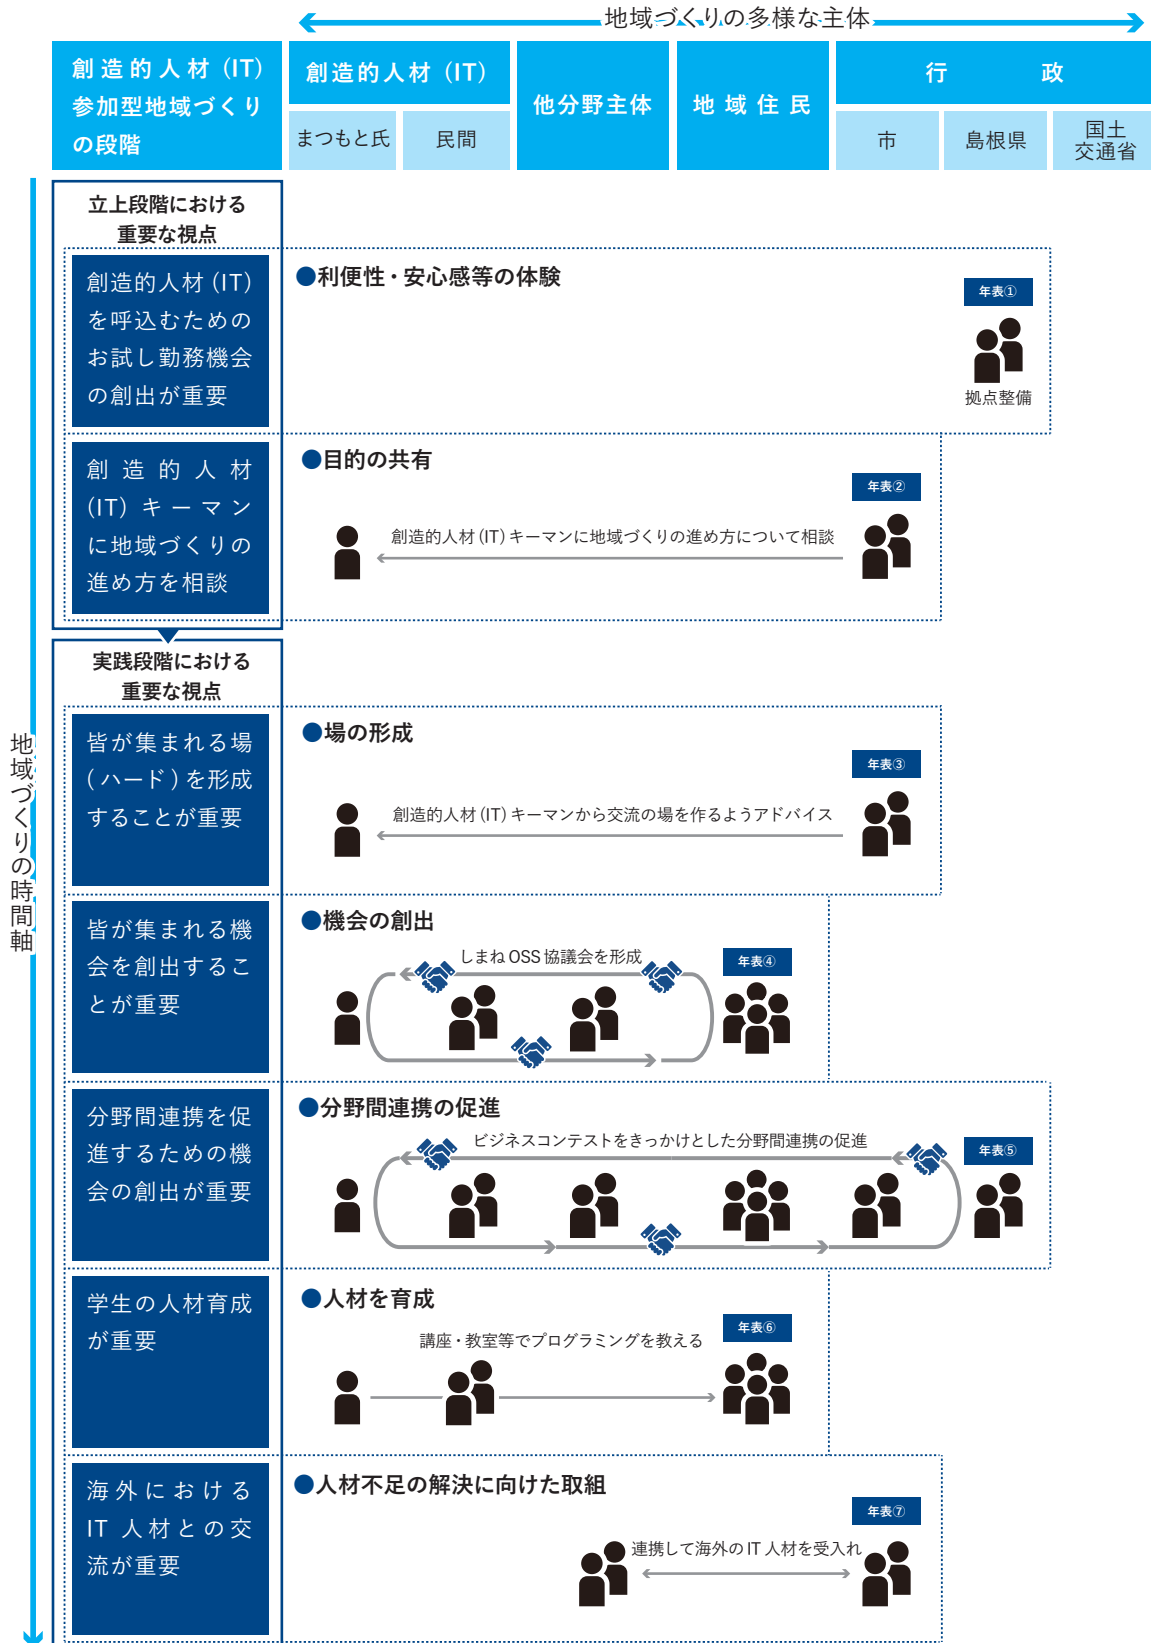 地域づくりの多様な主体
創造的人材（IT）
参加型地域づくり
の段階
創造的人材（IT）
まつもと氏
民間
他分野主体
地域住民
行政
市
島根県
国土
交通省
地域づくりの時間軸
立上段階における
重要な視点
創造的人材（IT）
を呼込むための
お試し勤務機会
の創出が重要
●利便性・安心感等の体験
年表①
拠点整備
創造的人材
（IT）キーマン
に地域づくりの
進め方を相談
●目的の共有
年表②
創造的人材（IT）キーマンに地域づくりの進め方について相談
実践段階における
重要な視点
皆が集まれる場
（ハード）を形成
することが重要
●場の形成
年表③
創造的人材（IT）キーマンから交流の場を作るようアドバイス
皆が集まれる機
会を創出するこ
とが重要
●機会の創出
しまねOSS協議会を形成
年表④
分野間連携を促
進するための機
会の創出が重要
●分野間連携の促進
ビジネスコンテストをきっかけとした分野間連携の促進
年表⑤
学生の人材育成
が重要
●人材を育成
年表⑥
講座・教室等でプログラミングを教える
海外における
IT人材との交
流が重要
●人材不足の解決に向けた取組
年表⑦
連携して海外のIT人材を受入れ